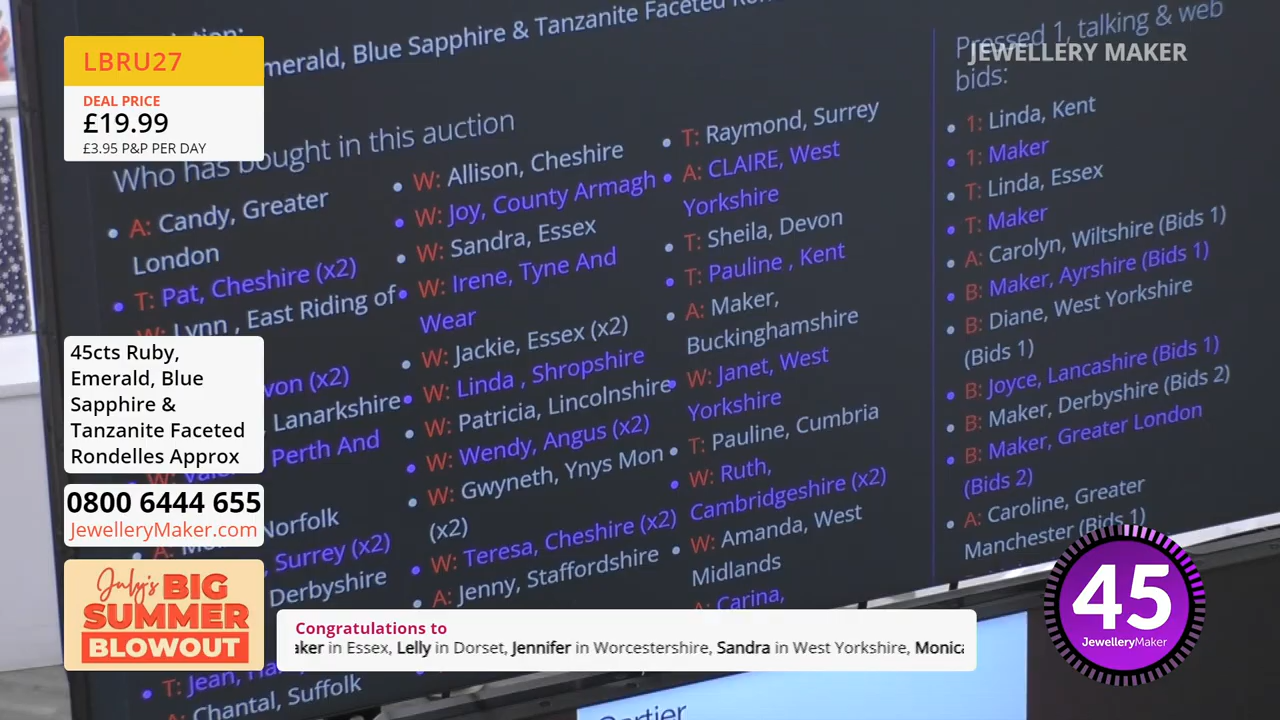 LBRU27
DEAL PRICE
£19.99
£3.95 P&P PER DAY
Emerald, Blue Sapphire & Tanzanite Faceted
Who has bought in this auction
A: Candy, Greater
London
T: Pat, Cheshire (x2)
W: Lynn , East Riding of
(x2)
Lanarkshire
Perth And
Norfolk
, Surrey (x2)
Derbyshire
T: Jean,
Chantal, Suffolk
W: Allison, Cheshire
W: Joy, County Armagh
W: Sandra, Essex
W: Irene, Tyne And
Wear
W: Jackie, Essex (x2)
W: Linda , Shropshire
W: Patricia, Lincolnshire
W: Wendy, Angus (x2)
W: Gwyneth, Ynys Mon
(x2)
W: Teresa, Cheshire (x2)
A: Jenny, Staffordshire
T: Raymond, Surrey
A: CLAIRE, West
Yorkshire
T: Sheila, Devon
T: Pauline , Kent
A: Maker,
Buckinghamshire
W: Janet, West
Yorkshire
T: Pauline, Cumbria
W: Ruth,
Cambridgeshire (x2)
W: Amanda, West
Midlands
A: Carina,
Pressed 1, talking & web
bids:
JEWELLERY MAKER
1: Linda, Kent
1: Maker
T: Linda, Essex
T: Maker
A: Carolyn, Wiltshire (Bids 1)
B: Maker, Ayrshire (Bids 1)
B: Diane, West Yorkshire
(Bids 1)
B: Joyce, Lancashire (Bids 1)
B: Maker, Derbyshire (Bids 2)
B: Maker, Greater London
(Bids 2)
A: Caroline, Greater
Manchester (Bids 1)
45cts Ruby,
Emerald, Blue
Sapphire &
Tanzanite Faceted
Rondelles Approx
0800 6444 655
JewelleryMaker.com
July's BIG
SUMMER
BLOWOUT
Congratulations to
aker in Essex, Lelly in Dorset, Jennifer in Worcestershire, Sandra in West Yorkshire, Monica
45
JewelleryMaker
Cartier